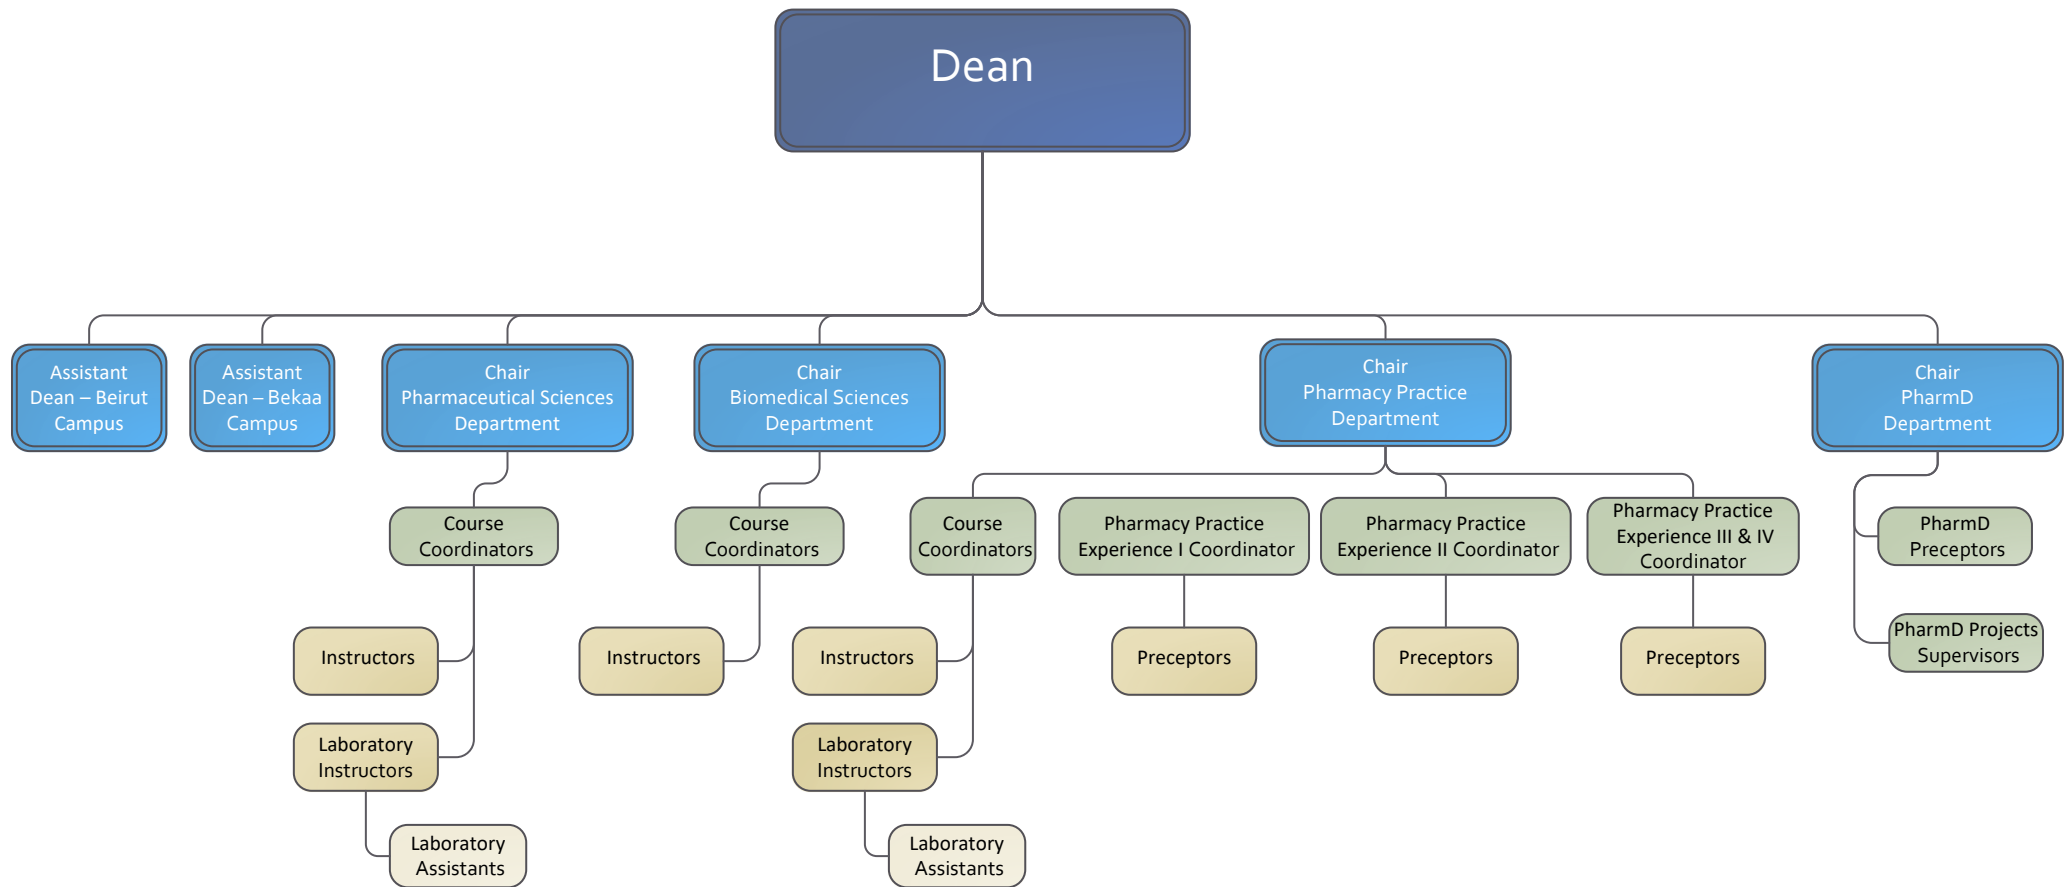 Dean
Assistant
Dean – Beirut
Campus
Assistant
Dean – Bekaa
Campus
Chair
Pharmaceutical Sciences
Department
Chair
Biomedical Sciences
Department
Chair
Pharmacy Practice
Department
Chair
PharmD
Department
Course
Coordinators
Course
Coordinators
Course
Coordinators
Pharmacy Practice
Experience I Coordinator
Pharmacy Practice
Experience II Coordinator
Pharmacy Practice
Experience III & IV
Coordinator
PharmD
Preceptors
Instructors
Instructors
Instructors
Preceptors
Preceptors
Preceptors
PharmD Projects
Supervisors
Laboratory
Instructors
Laboratory
Instructors
Laboratory
Assistants
Laboratory
Assistants